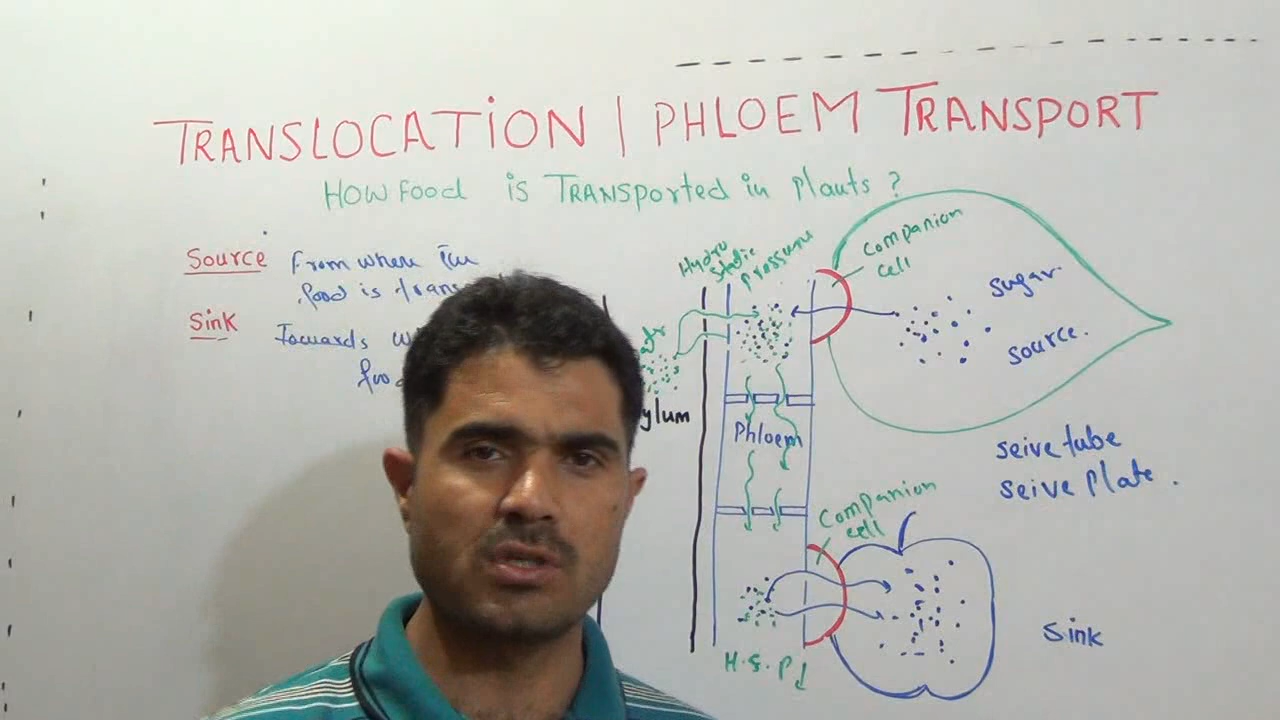 TRANSLOCATION | PHLOEM TRANSPORT
HOW FOOD is TRANSPORTED in Plants ?
Source From where the
food is trans
Sink Towards w
foo
Hydro
Static
pressure
Companion
cell
sugar
source.
ylum
Phloem
seive tube
seive plate.
Companion
cell
Sink
H.S.P↓